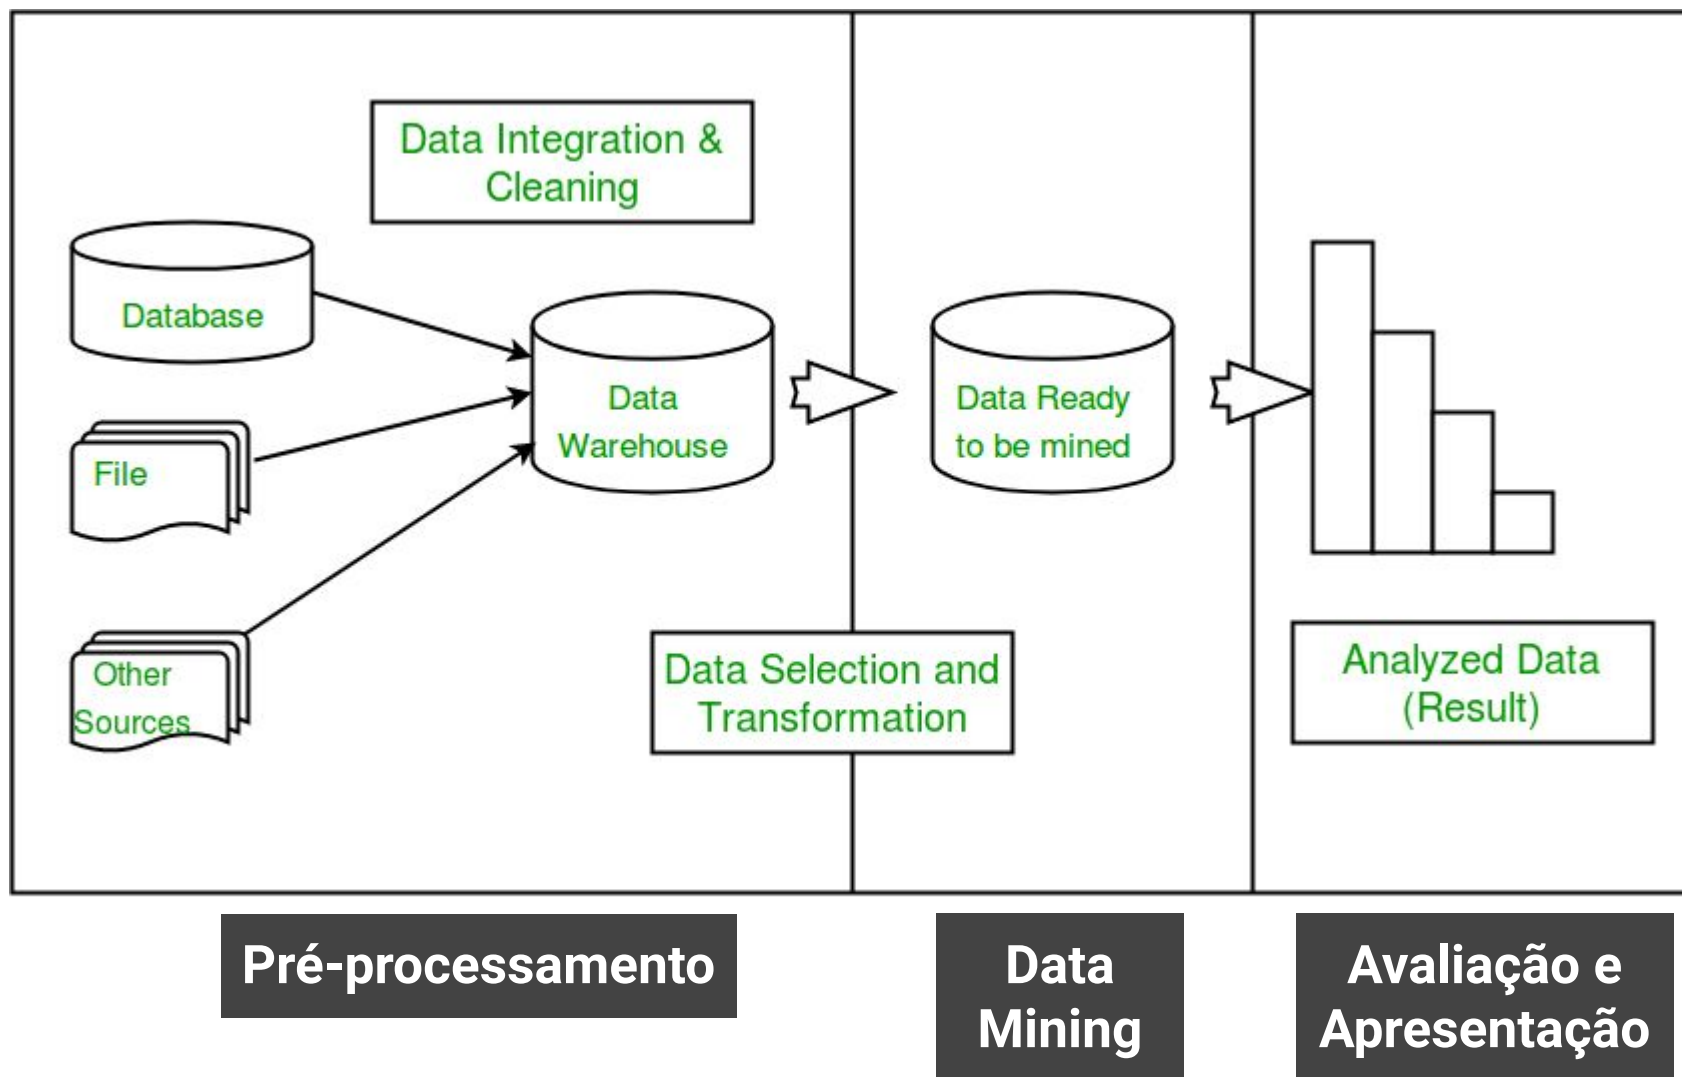 Data Integration &
Cleaning
Database
File
Other
Sources
Data
Warehouse
Data Selection and
Transformation
Data Ready
to be mined
Analyzed Data
(Result)
Pré-processamento
Data
Mining
Avaliação e
Apresentação